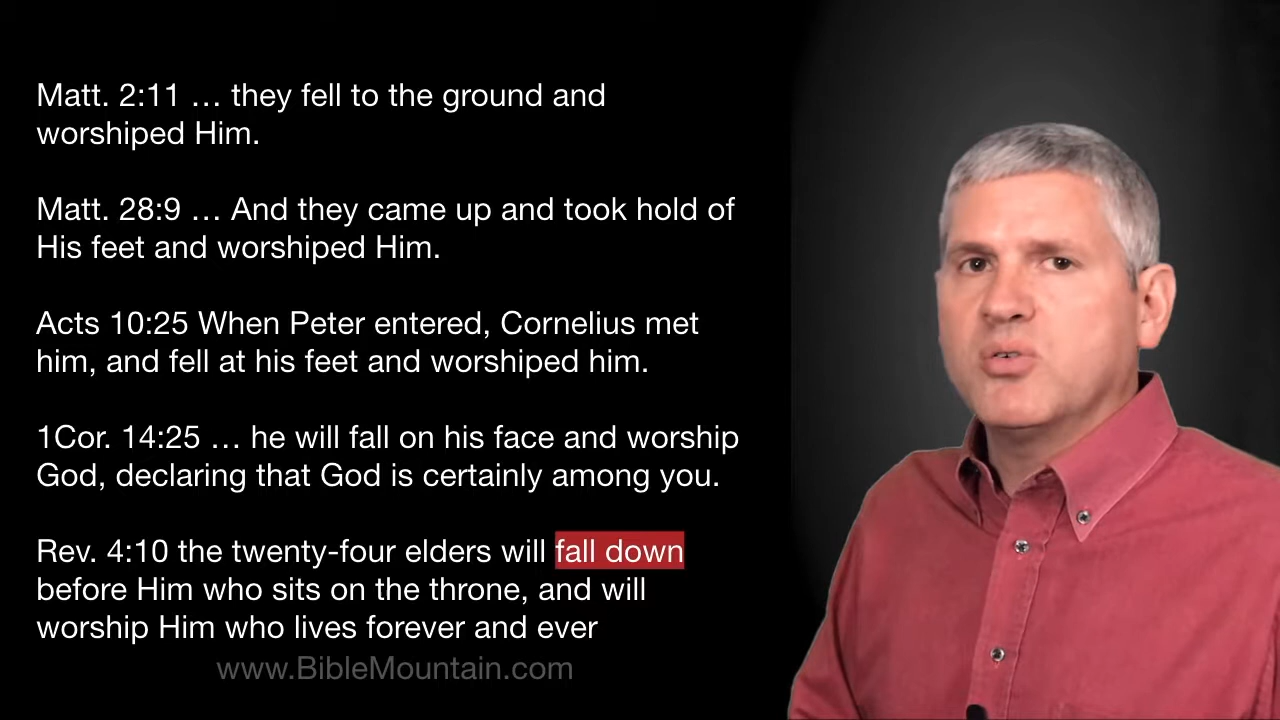 Matt. 2:11 … they fell to the ground and
worshiped Him.
Matt. 28:9 … And they came up and took hold of
His feet and worshiped Him.
Acts 10:25 When Peter entered, Cornelius met
him, and fell at his feet and worshiped him.
1Cor. 14:25 … he will fall on his face and worship
God, declaring that God is certainly among you.
Rev. 4:10 the twenty-four elders will fall down
before Him who sits on the throne, and will
worship Him who lives forever and ever
www.BibleMountain.com